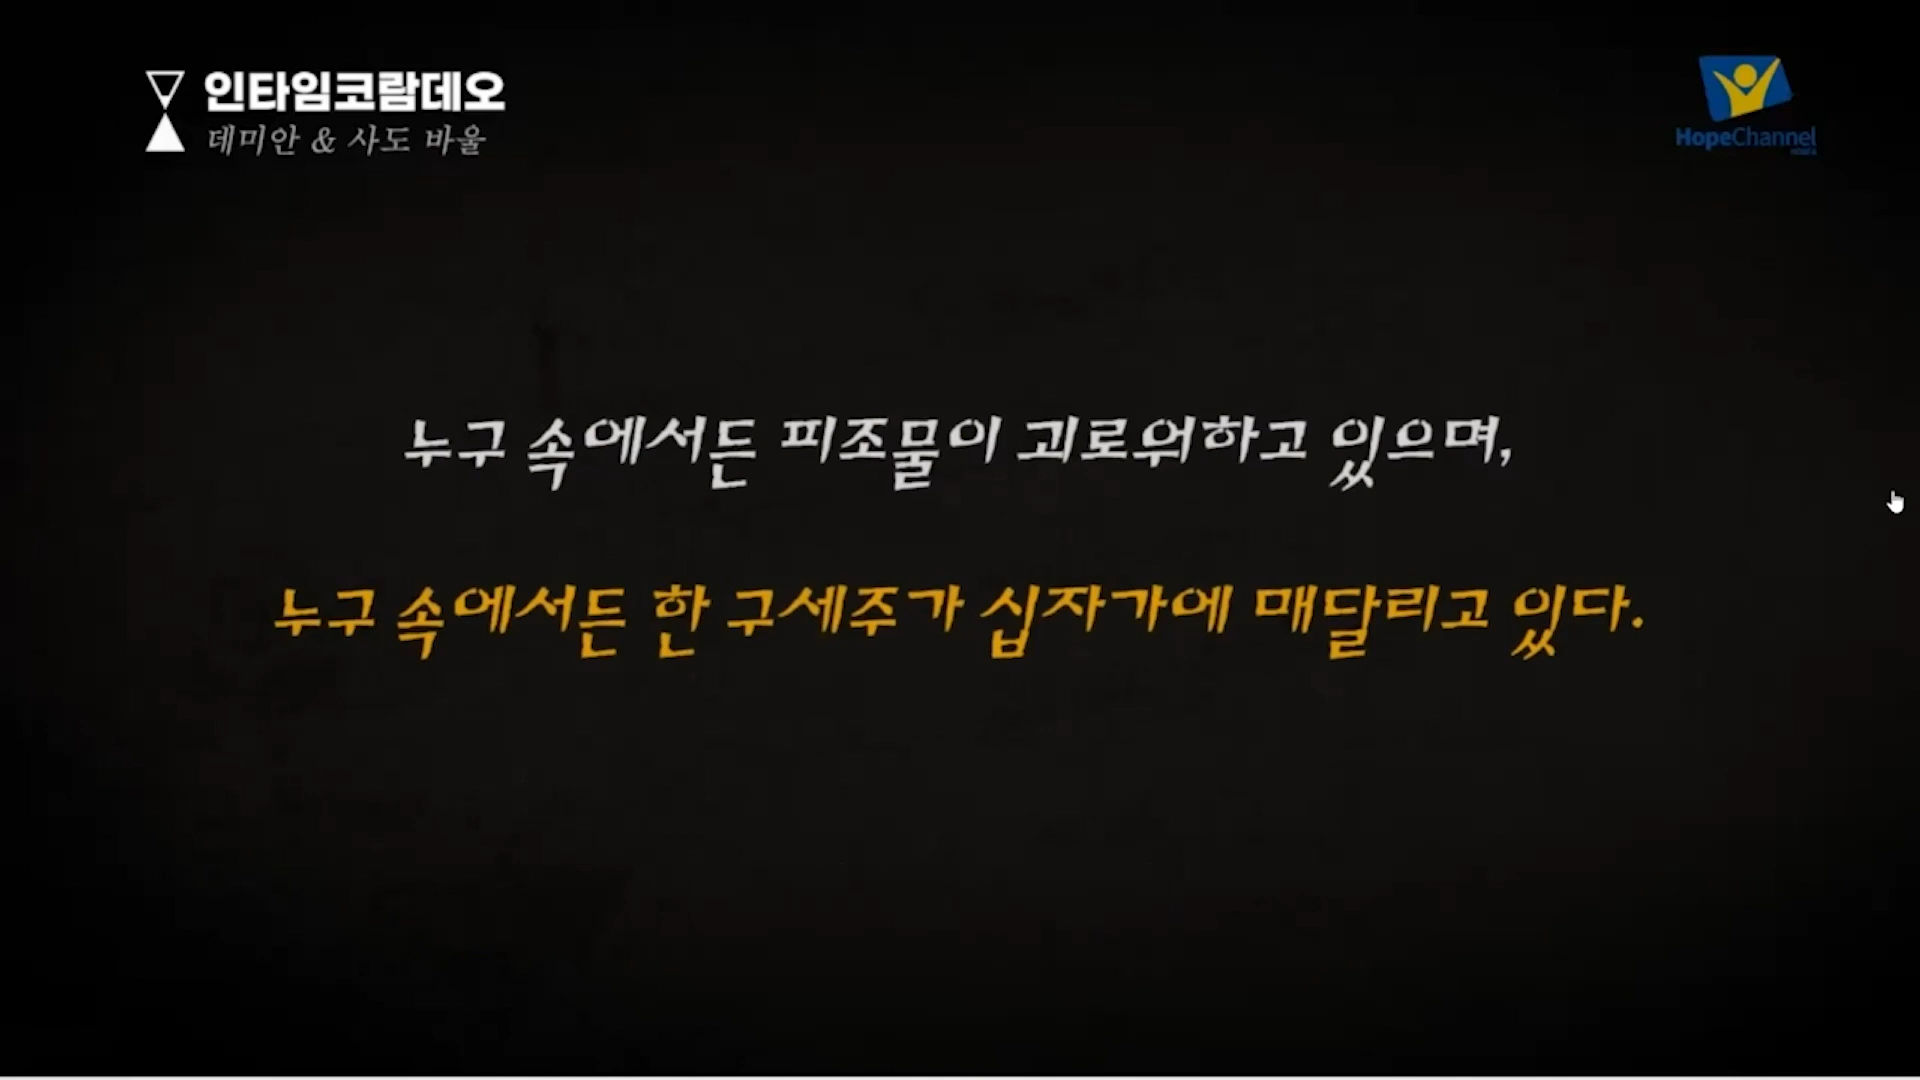 인타임코람데오
데미안 & 사도 바울
HopeChannel
누구 속에서든 피조물이 괴로워하고 있으며,
누구 속에서든 한 구세주가 십자가에 매달리고 있다.